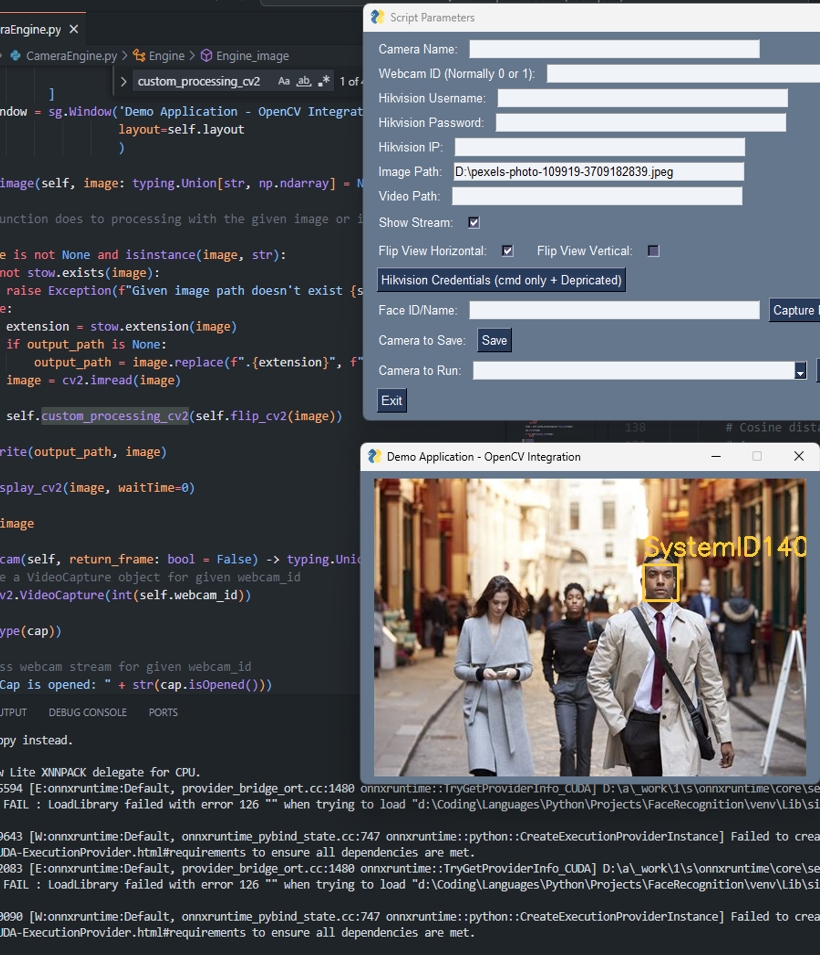 raEngine.py
CameraEngine.py > Engine > Engine_image
custom_processing_cv2 Aa ab .* 1 of
]
ndow = sg.Window('Demo Application - OpenCV Integrat
layout=self.layout
)
image(self, image: typing.Union[str, np.ndarray] = N
unction does to processing with the given image or i
e is not None and isinstance(image, str):
not stow.exists(image):
raise Exception(f"Given image path doesn't exist {s
e:
extension = stow.extension(image)
if output_path is None:
output_path = image.replace(f".{extension}", f"
image = cv2.imread(image)
self.custom_processing_cv2(self.flip_cv2(image))
rite(output_path, image)
splay_cv2(image, waitTime=0)
image
cam(self, return_frame: bool = False) -> typing.Unio
e a VideoCapture object for given webcam_id
v2.VideoCapture(int(self.webcam_id))
ype(cap))
ss webcam stream for given webcam_id
Cap is opened: " + str(cap.isOpened()))
Script Parameters
Camera Name:
Webcam ID (Normally 0 or 1):
Hikvision Username:
Hikvision Password:
Hikvision IP:
Image Path: D:\pexels-photo-109919-3709182839.jpeg
Video Path:
Show Stream:
Flip View Horizontal: Flip View Vertical:
Hikvision Credentials (cmd only + Depricated)
Face ID/Name: Capture
Camera to Save: Save
Camera to Run:
Exit
138 # Cosine dista
Demo Application - OpenCV Integration
SystemID140
UTPUT DEBUG CONSOLE PORTS
opy instead.
w Lite XNNPACK delegate for CPU.
5594 [E:onnxruntime:Default, provider_bridge_ort.cc:1480 onnxruntime::TryGetProviderInfo_CUDA] D:\a\_work\1\s\onnxruntime\core\se
FAIL : LoadLibrary failed with error 126 "" when trying to load "d:\Coding\Languages\Python\Projects\FaceRecognition\venv\Lib\si
9643 [W:onnxruntime:Default, onnxruntime_pybind_state.cc:747 onnxruntime::python::CreateExecutionProviderInstance] Failed to crea
UDA-ExecutionProvider.html#requirements to ensure all dependencies are met.
2083 [E:onnxruntime:Default, provider_bridge_ort.cc:1480 onnxruntime::TryGetProviderInfo_CUDA] D:\a\_work\1\s\onnxruntime\core\se
FAIL : LoadLibrary failed with error 126 "" when trying to load "d:\Coding\Languages\Python\Projects\FaceRecognition\venv\Lib\si
0090 [W:onnxruntime:Default, onnxruntime_pybind_state.cc:747 onnxruntime::python::CreateExecutionProviderInstance] Failed to crea
UDA-ExecutionProvider.html#requirements to ensure all dependencies are met.